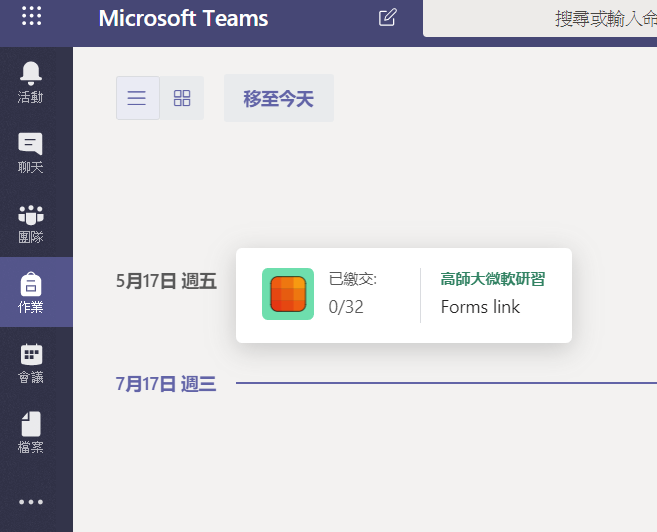 Microsoft Teams
搜尋或輸入命
活動
聊天
團隊
作業
會議
檔案
移至今天
5月17日 週五
已繳交:
0/32
高師大微軟研習
Forms link
7月17日 週三